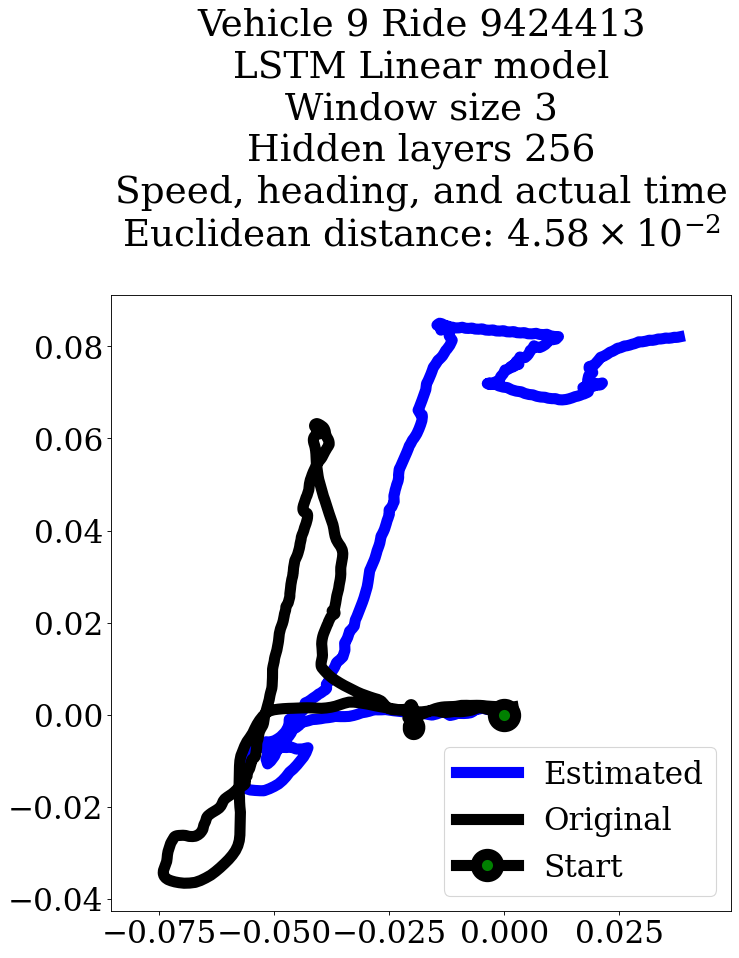 Vehicle 9 Ride 9424413
LSTM Linear model
Window size 3
Hidden layers 256
Speed, heading, and actual time
Euclidean distance: 4.58 × 10⁻²
0.08
0.06
0.04
0.02
0.00
−0.02
−0.04
Estimated
Original
Start
−0.075 −0.050 −0.025 0.000 0.025